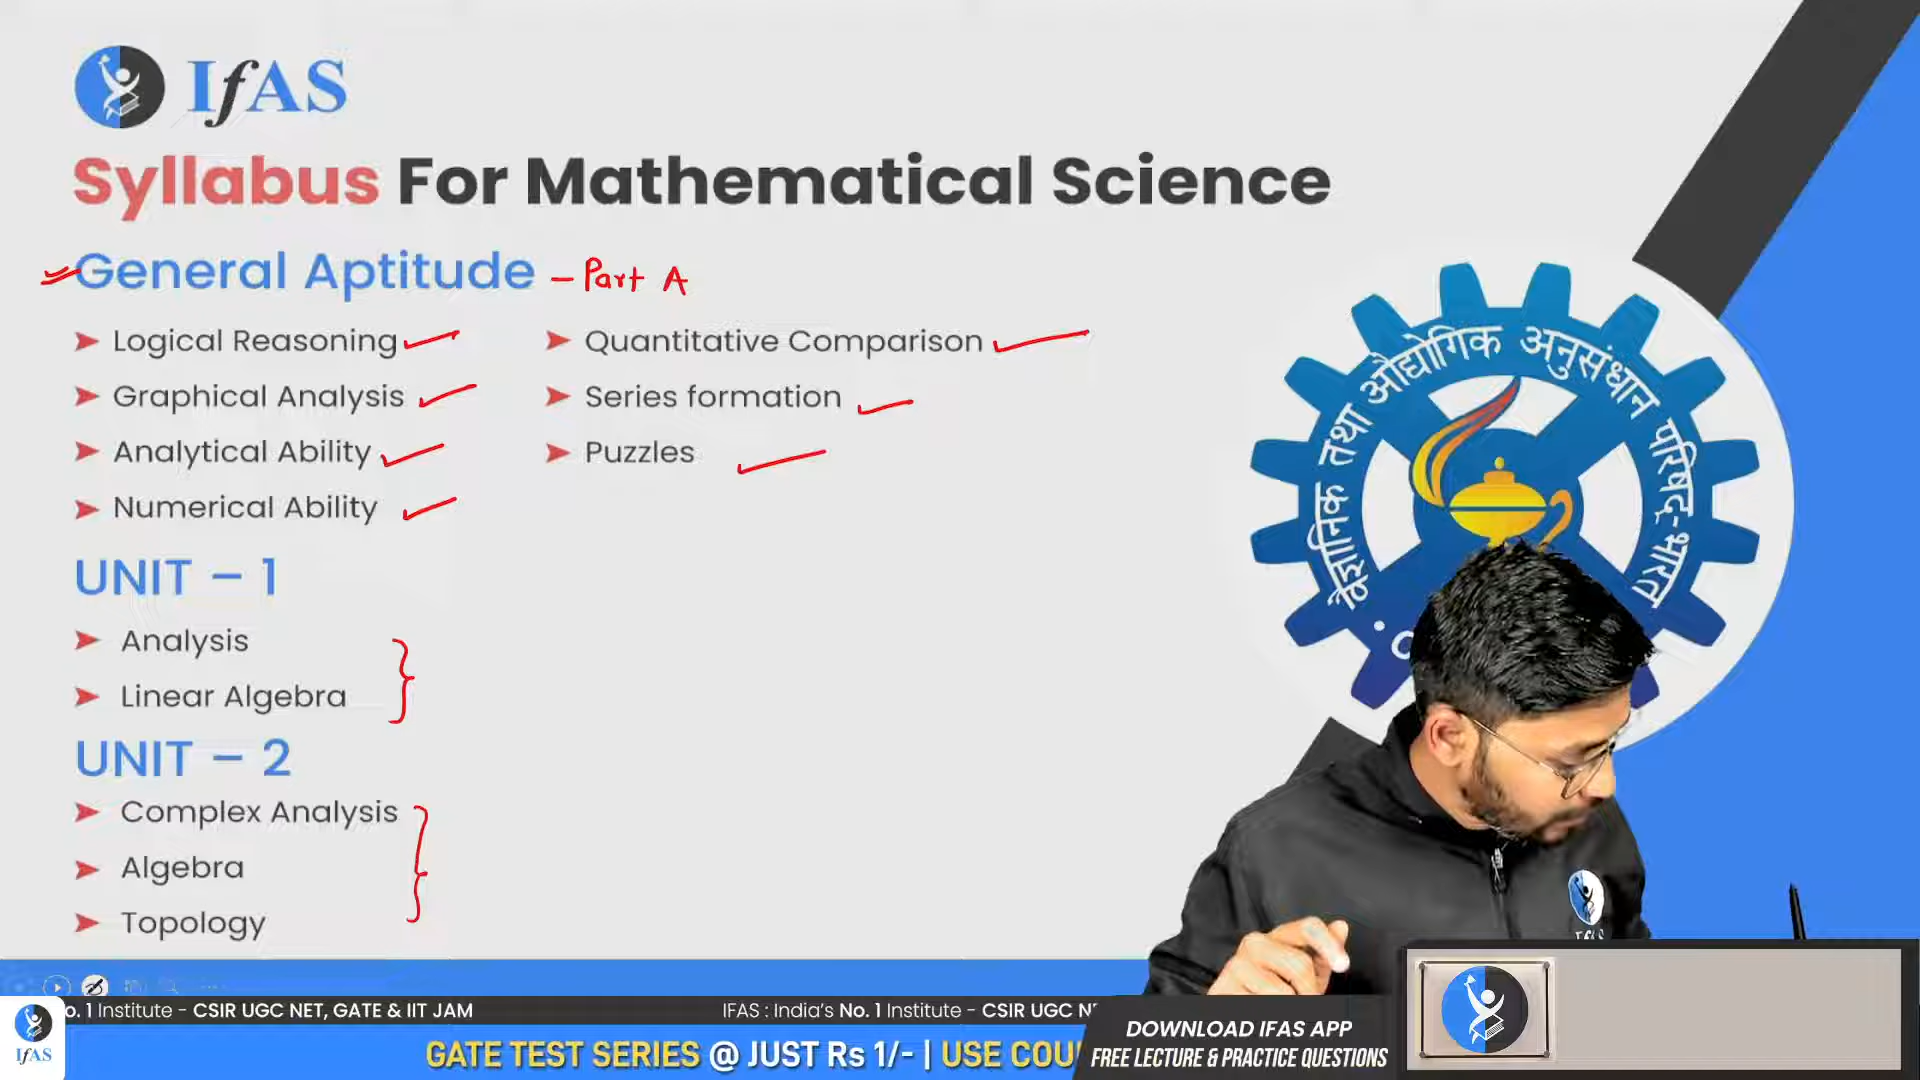 IfAS
Syllabus For Mathematical Science
General Aptitude - Part A
Logical Reasoning
Graphical Analysis
Analytical Ability
Numerical Ability
Quantitative Comparison
Series formation
Puzzles
UNIT – 1
Analysis
Linear Algebra
UNIT – 2
Complex Analysis
Algebra
Topology
वैज्ञानिक तथा औद्योगिक अनुसंधान परिषद्-भारत
IfAS
o. 1 Institute - CSIR UGC NET, GATE & IIT JAM
IFAS : India's No. 1 Institute - CSIR UGC
IfAS
GATE TEST SERIES @ JUST Rs 1/- | USE
DOWNLOAD IFAS APP
FREE LECTURE & PRACTICE QUESTIONS